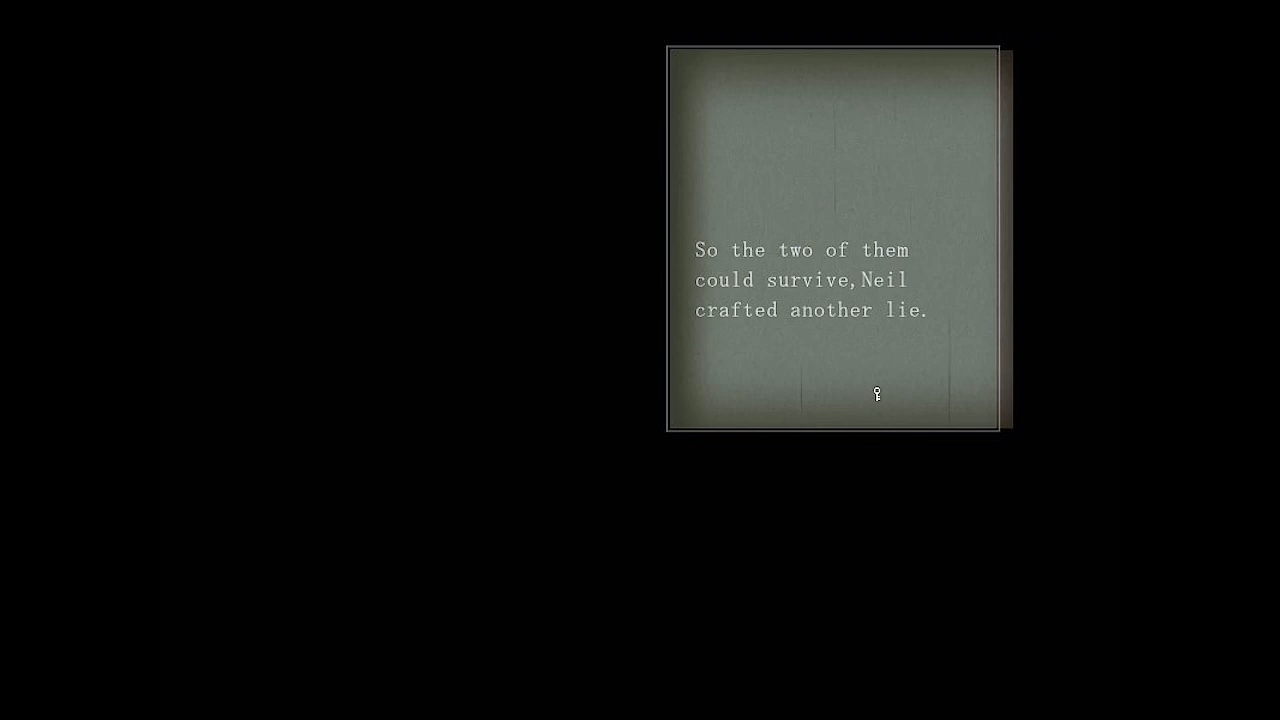 So the two of them
could survive,Neil
crafted another lie.